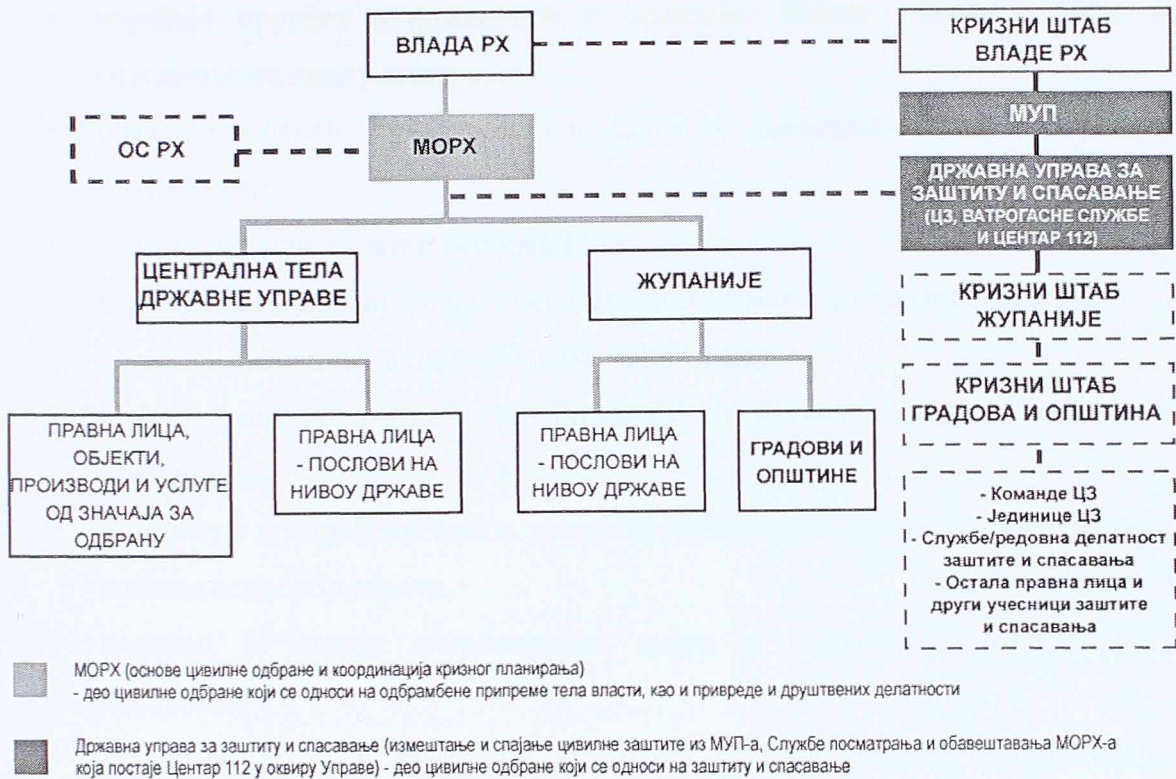 ВЛАДА РХ
КРИЗНИ ШТАБ
ВЛАДЕ РХ
МУП
ОС РХ
МОРХ
ДРЖАВНА УПРАВА ЗА
ЗАШТИТУ И СПАСАВАЊЕ
(ЦЗ, ВАТРОГАСНЕ СЛУЖБЕ
И ЦЕНТАР 112)
ЦЕНТРАЛНА ТЕЛА
ДРЖАВНЕ УПРАВЕ
ЖУПАНИЈЕ
КРИЗНИ ШТАБ
ЖУПАНИЈЕ
КРИЗНИ ШТАБ
ГРАДОВА И ОПШТИНА
ПРАВНА ЛИЦА,
ОБЈЕКТИ,
ПРОИЗВОДИ И УСЛУГЕ
ОД ЗНАЧАЈА ЗА
ОДБРАНУ
ПРАВНА ЛИЦА
- ПОСЛОВИ НА
НИВОУ ДРЖАВЕ
ПРАВНА ЛИЦА
- ПОСЛОВИ НА
НИВОУ ДРЖАВЕ
ГРАДОВИ И
ОПШТИНЕ
- Команде ЦЗ
- Јединице ЦЗ
- Службе/редовна делатност
заштите и спасавања
- Остала правна лица и
други учесници заштите
и спасавања
МОРХ (основе цивилне одбране и координација кризног планирања)
- део цивилне одбране који се односи на одбрамбене припреме тела власти, као и привреде и друштвених делатности
Државна управа за заштиту и спасавање (измештање и спајање цивилне заштите из МУП-а, Службе посматрања и обавештавања МОРХ-а
која постаје Центар 112 у оквиру Управе) - део цивилне одбране који се односи на заштиту и спасавање